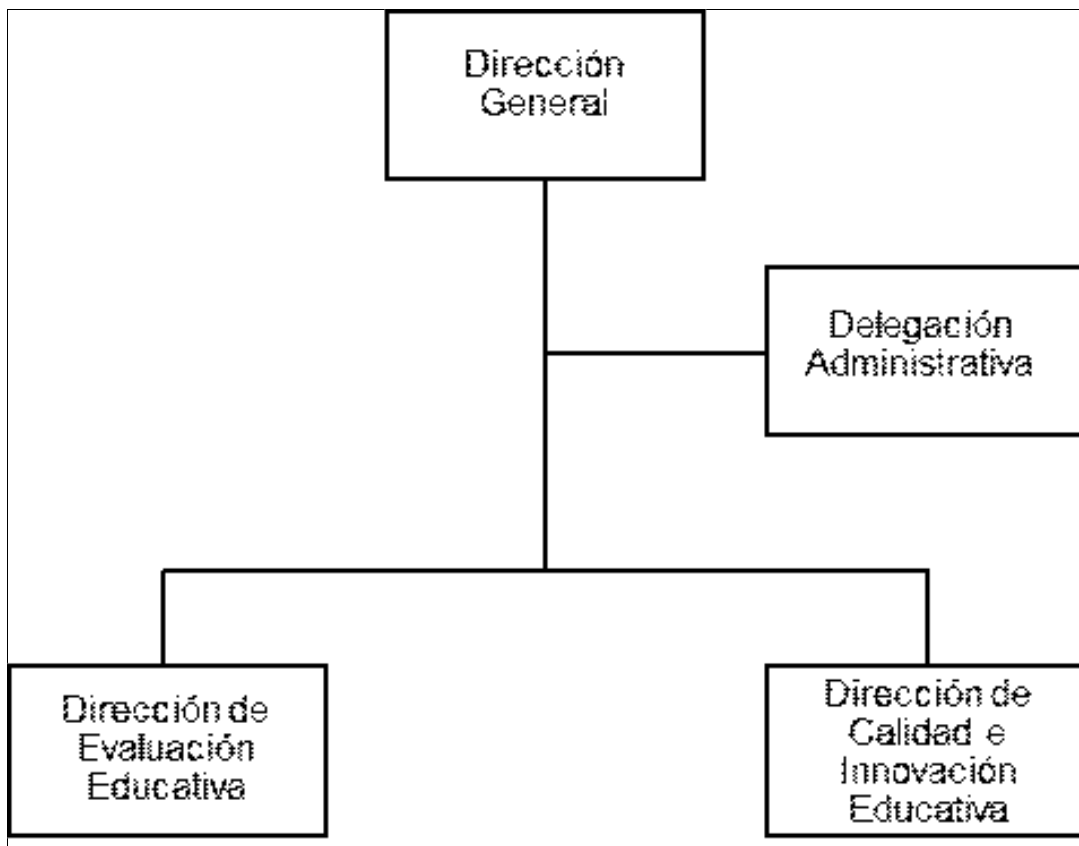 Dirección
General
Delegación
Administrativa
Dirección de
Evaluación
Educativa
Dirección de
Calidad e
Innovación
Educativa